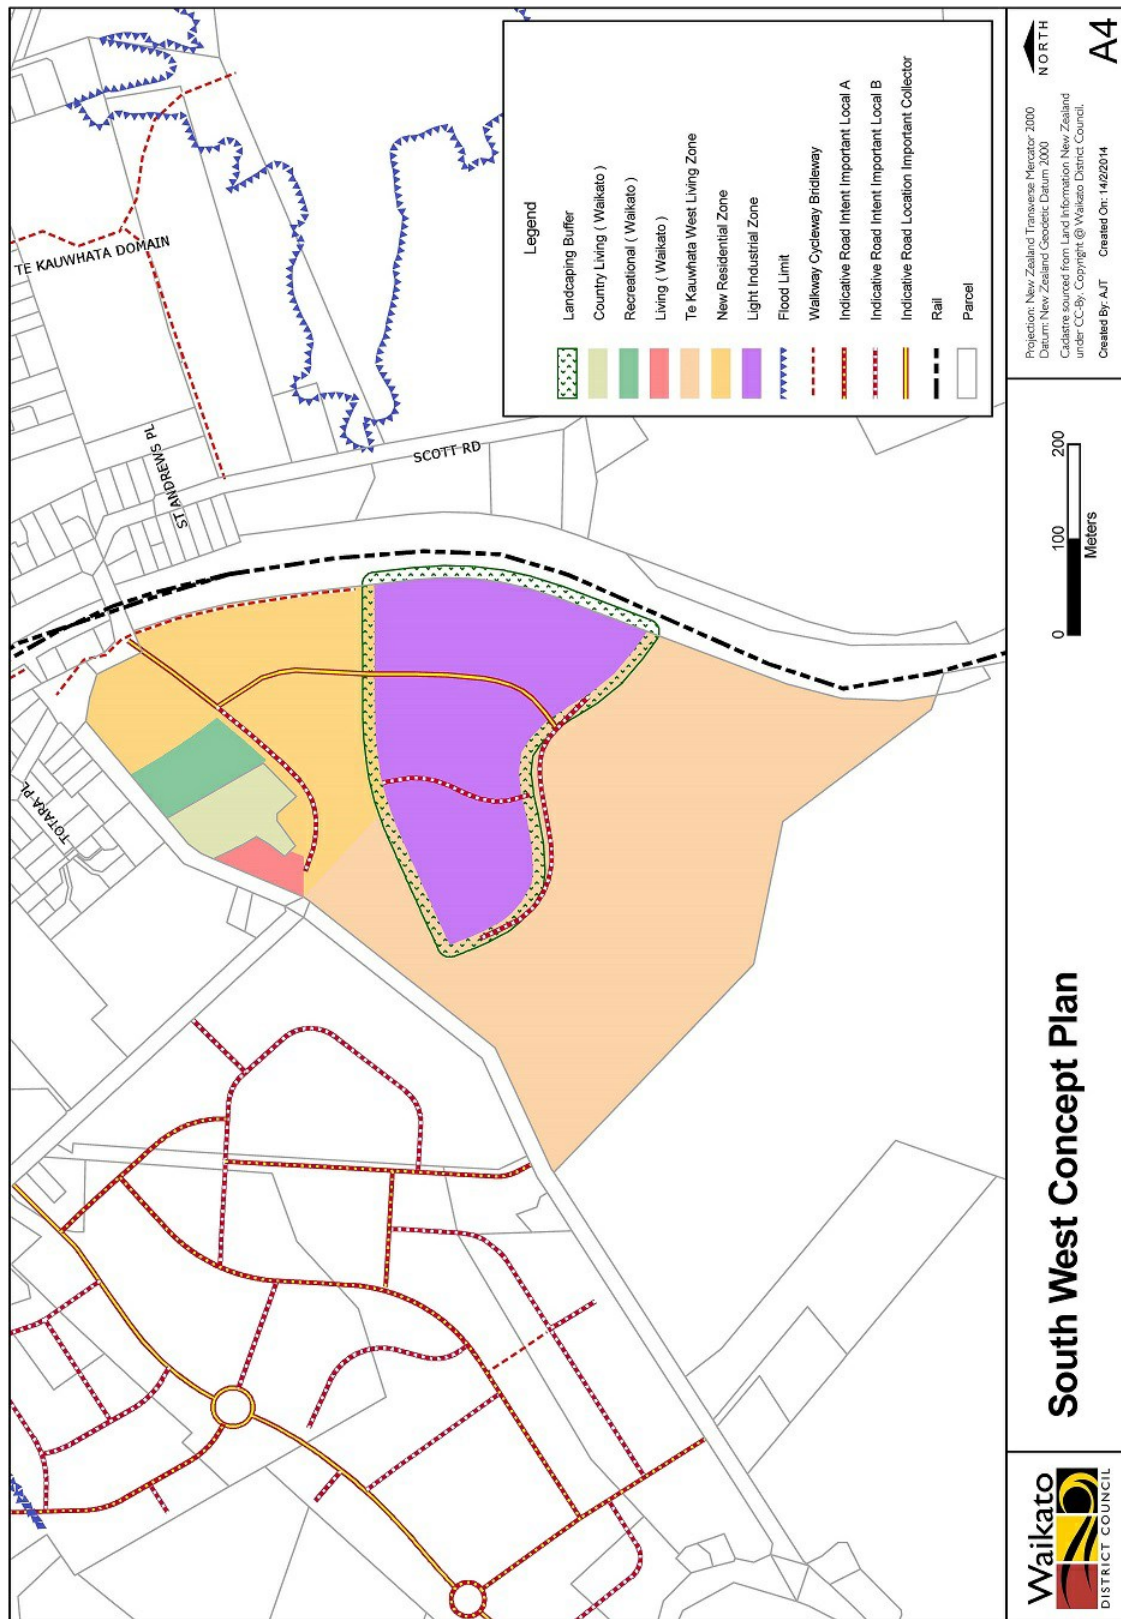 TE KAUWHATA DOMAIN
ST ANDREWS PL
SCOTT RD
TOTARA PL
Legend
Landcaping Buffer
Country Living ( Waikato )
Recreational ( Waikato )
Living ( Waikato )
Te Kauwhata West Living Zone
New Residential Zone
Light Industrial Zone
Flood Limit
Walkway Cycleway Bridleway
Indicative Road Intent Important Local A
Indicative Road Intent Important Local B
Indicative Road Location Important Collector
Rail
Parcel
Waikato
DISTRICT COUNCIL
South West Concept Plan
0 100 200
Meters
Projection: New Zealand Transverse Mercator 2000
Datum: New Zealand Geodetic Datum 2000
Cadastre sourced from Land Information New Zealand
under CC-By. Copyright @ Waikato District Council.
Created By: AJT Created On: 14/2/2014
NORTH
A4